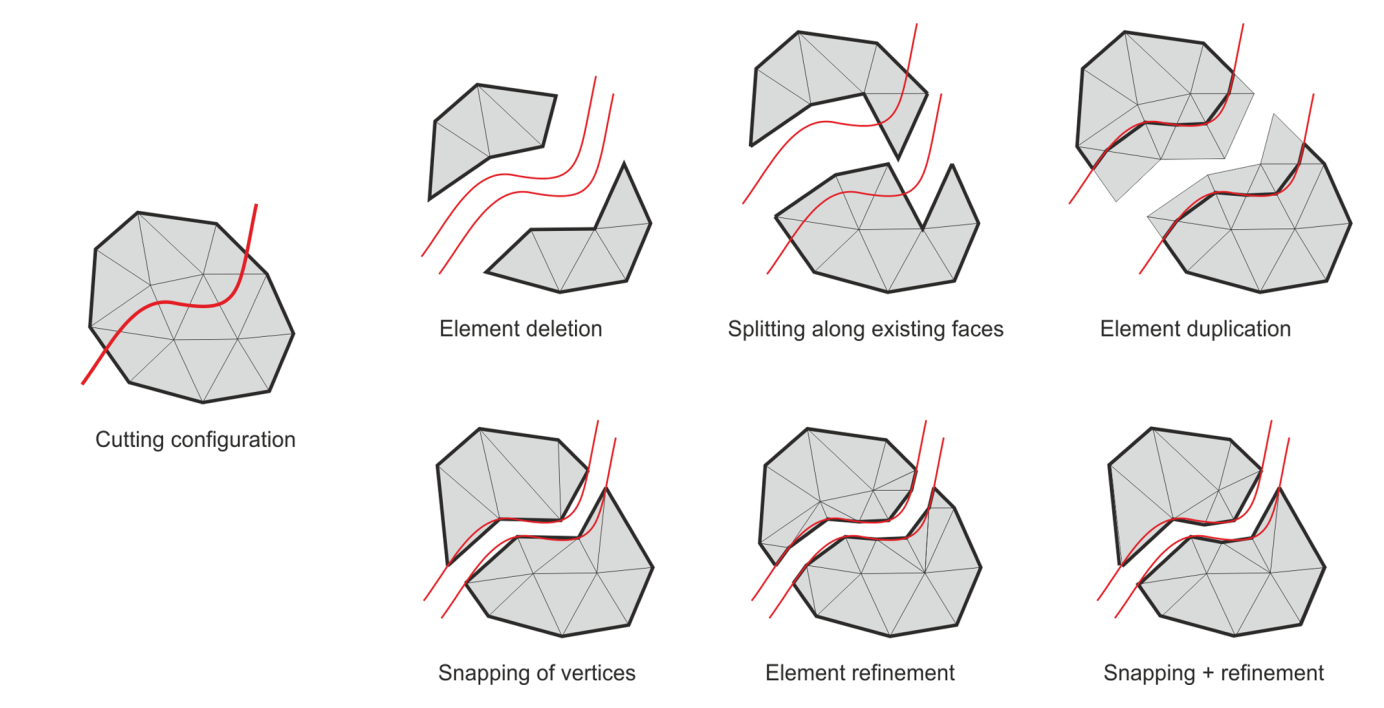 Element deletion
Splitting along existing faces
Element duplication
Cutting configuration
Snapping of vertices
Element refinement
Snapping + refinement